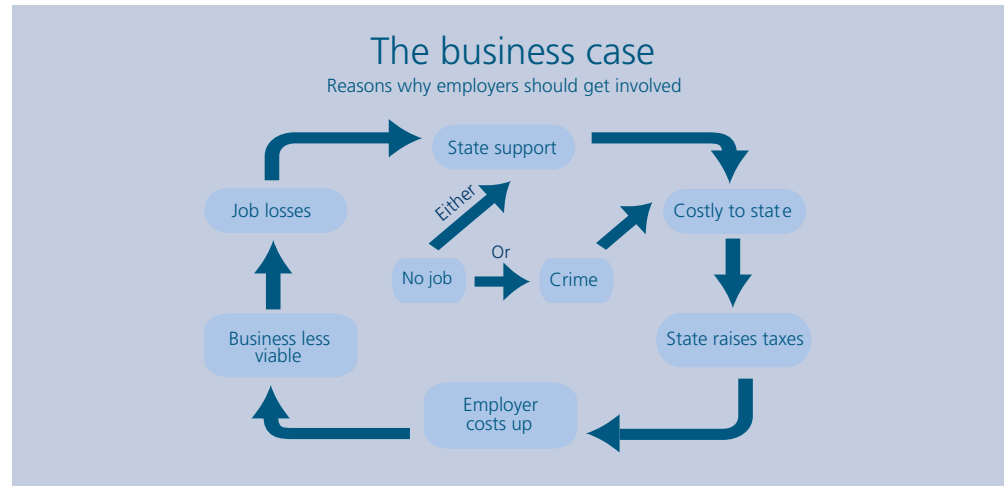 The business case
Reasons why employers should get involved
State support
Either
Job losses
Costly to state
Or
No job
Crime
Business less
viable
State raises taxes
Employer
costs up